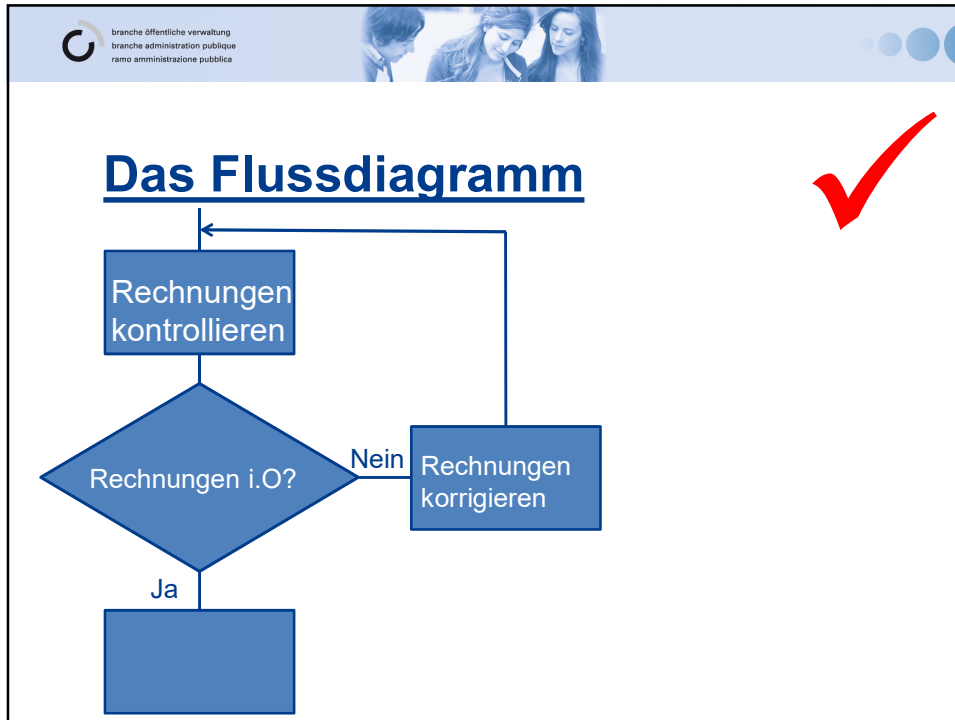 branche öffentliche verwaltung
branche administration publique
ramo amministrazione pubblica
Das Flussdiagramm
Rechnungen
kontrollieren
Rechnungen i.O?
Nein
Rechnungen
korrigieren
Ja